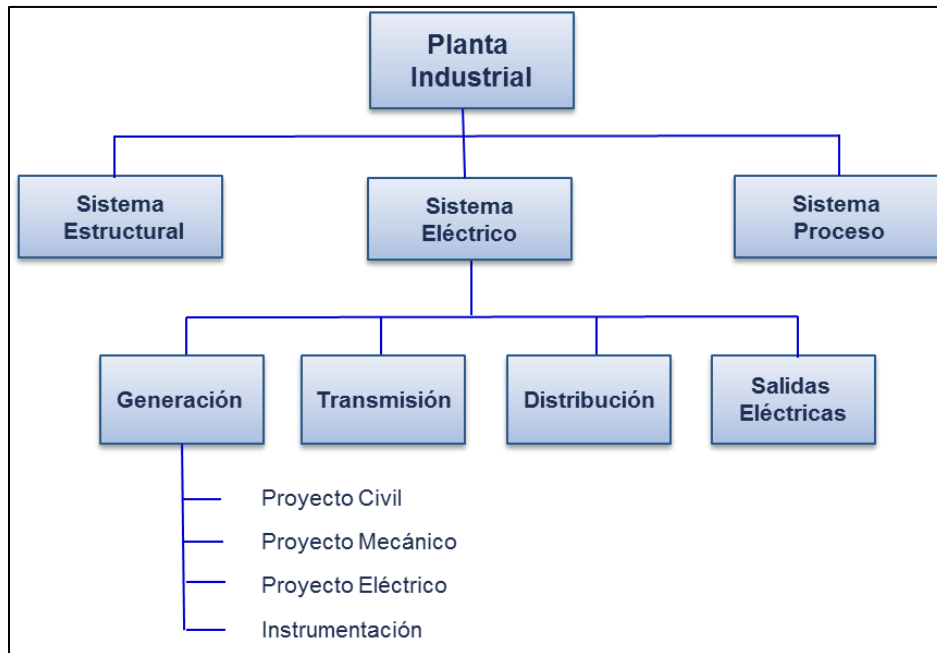 Planta
Industrial
Sistema
Estructural
Sistema
Eléctrico
Sistema
Proceso
Generación
Transmisión
Distribución
Salidas
Eléctricas
Proyecto Civil
Proyecto Mecánico
Proyecto Eléctrico
Instrumentación